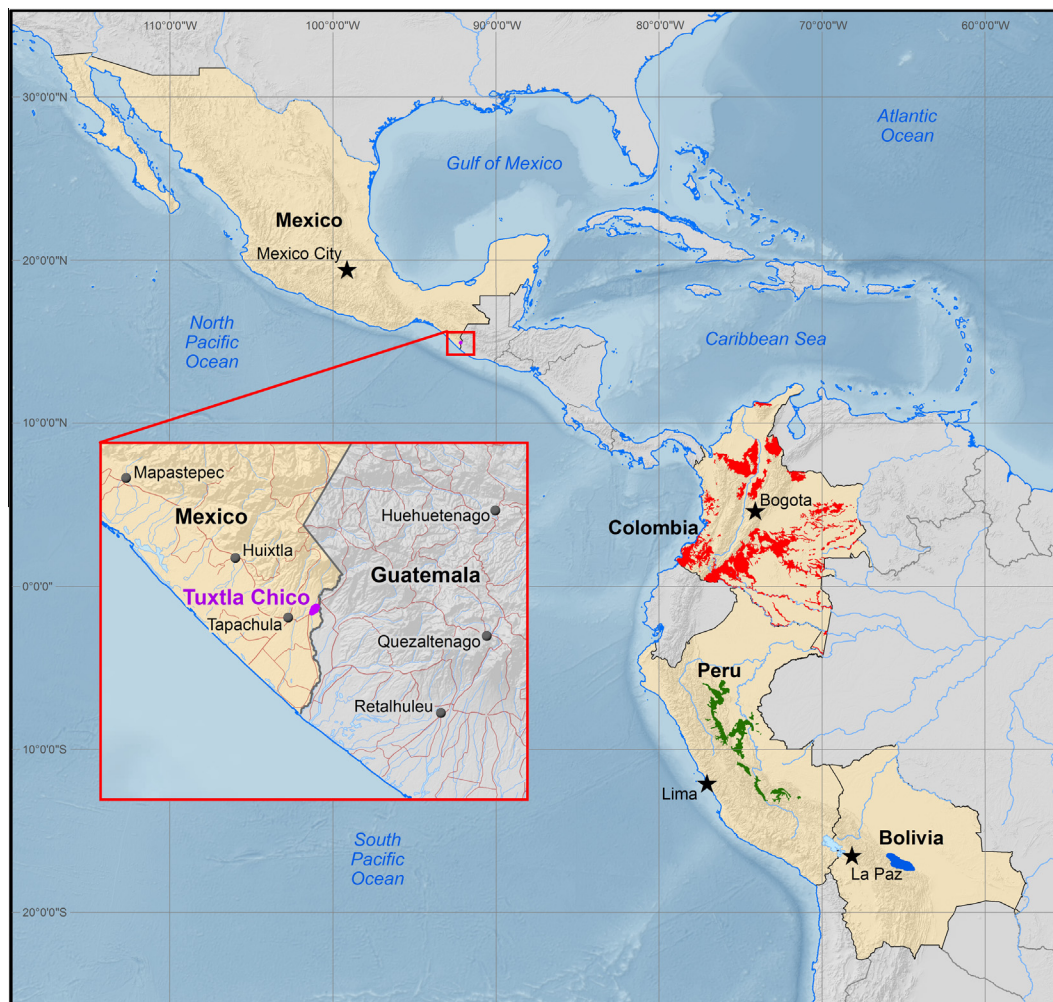 110°0'0"W
100°0'0"W
90°0'0"W
80°0'0"W
70°0'0"W
60°0'0"W
30°0'0"N
Atlantic
Ocean
Gulf of Mexico
Mexico
Mexico City
20°0'0"N
North
Pacific
Ocean
Caribbean Sea
10°0'0"N
Mapastepec
Mexico
Huehuetenago
Huixtla
Guatemala
Tuxtla Chico
Tapachula
Quezaltenago
Retalhuleu
Bogota
Colombia
0°0'0"
Peru
10°0'0"S
Lima
South
Pacific
Ocean
Bolivia
La Paz
20°0'0"S